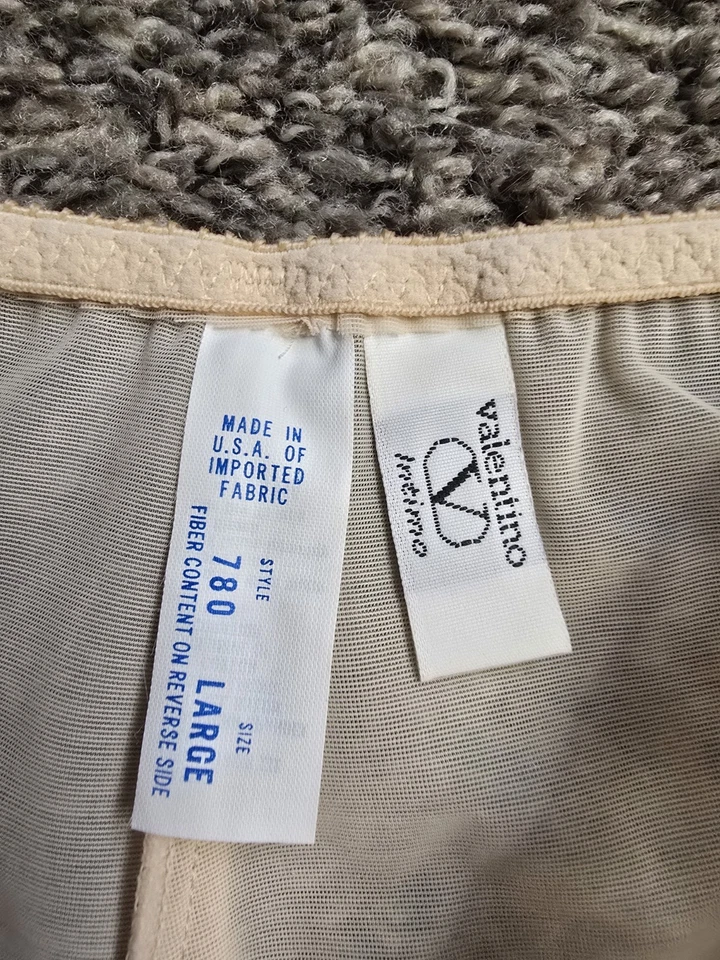 MADE IN
U.S.A. OF
IMPORTED
FABRIC
STYLE SIZE
780 LARGE
FIBER CONTENT ON REVERSE SIDE
valentino
V
intimo